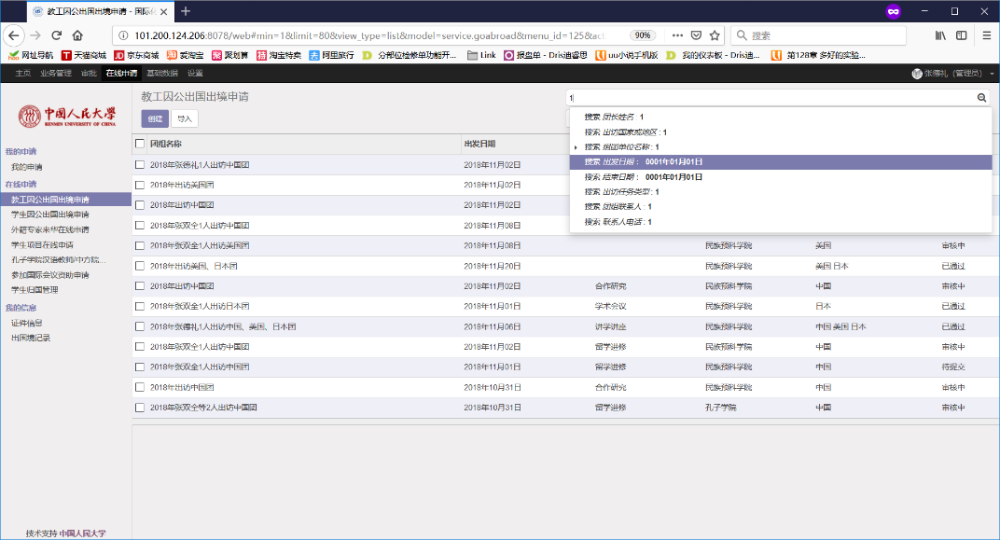 教工因公出国出境申请 - 国际化
101.200.124.206:8078/web#min=1&limit=80&view_type=list&model=service.goabroad&menu_id=125&act
90%
搜索
网址导航 天猫商城 京东商城 爱淘宝 聚划算 淘宝特卖 阿里旅行 分部位检修单功能开... Link 报盘单 - Dris迪睿思 uu小说手机版 我的仪表板 - Dris迪... 第128章 多好的实验...
主页 业务管理 审批 在线申请 基础数据 设置 张德礼 (管理员)
中国人民大学
RENMIN UNIVERSITY OF CHINA
我的申请
我的申请
在线申请
教工因公出国出境申请
学生因公出国出境申请
外籍专家来华在线申请
学生项目在线申请
孔子学院汉语教师/中方院...
参加国际会议资助申请
学生归国管理
我的信息
证件信息
出国境记录
技术支持 中国人民大学
教工因公出国出境申请
1
创建 导入
搜索 团长姓名 : 1
搜索 出访国家或地区 : 1
搜索 组团单位名称 : 1
搜索 出发日期 : 0001年01月01日
搜索 结束日期 : 0001年01月01日
搜索 出访任务类型 : 1
搜索 团组联系人 : 1
搜索 联系人电话 : 1
团组名称 出发日期
2018年张德礼1人出访中国团 2018年11月02日
2018年出访美国团 2018年11月02日
2018年出访中国团 2018年11月02日
2018年张双全1人出访中国团 2018年11月08日
2018年张双全1人出访美国团 2018年11月08日 民族预科学院 美国 审核中
2018年出访美国、日本团 2018年11月20日 民族预科学院 美国 日本 已通过
2018年出访中国团 2018年11月02日 合作研究 民族预科学院 中国 审核中
2018年张双全1人出访日本团 2018年11月01日 学术会议 民族预科学院 日本 已通过
2018年张德礼1人出访中国、美国、日本团 2018年11月06日 讲学讲座 民族预科学院 中国 美国 日本 已通过
2018年张双全1人出访中国团 2018年11月02日 留学进修 民族预科学院 中国 审核中
2018年张双全1人出访中国团 2018年11月01日 留学进修 民族预科学院 中国 待提交
2018年出访中国团 2018年10月31日 合作研究 民族预科学院 中国 审核中
2018年张双全等2人出访中国团 2018年10月31日 留学进修 孔子学院 中国 审核中